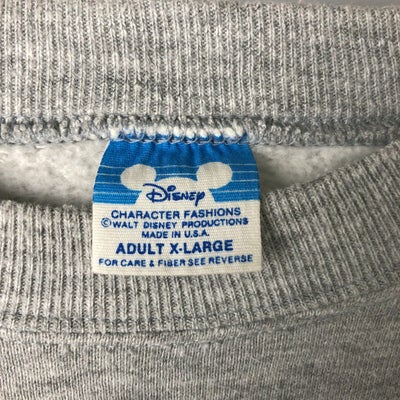 Disney
CHARACTER FASHIONS
©WALT DISNEY PRODUCTIONS
MADE IN U.S.A.
ADULT X-LARGE
FOR CARE & FIBER SEE REVERSE